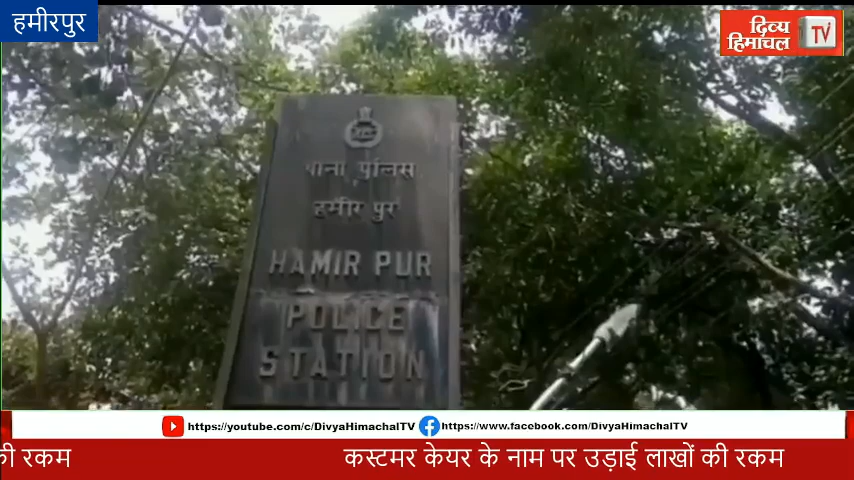 हमीरपुर
दिव्य
हिमाचल TV
थाना पुलिस
हमीर पुर
HAMIR PUR
POLICE
STATION
https://youtube.com/c/DivyaHimachalTV https://www.facebook.com/DivyaHimachalTV
की रकम कस्टमर केयर के नाम पर उड़ाई लाखों की रकम